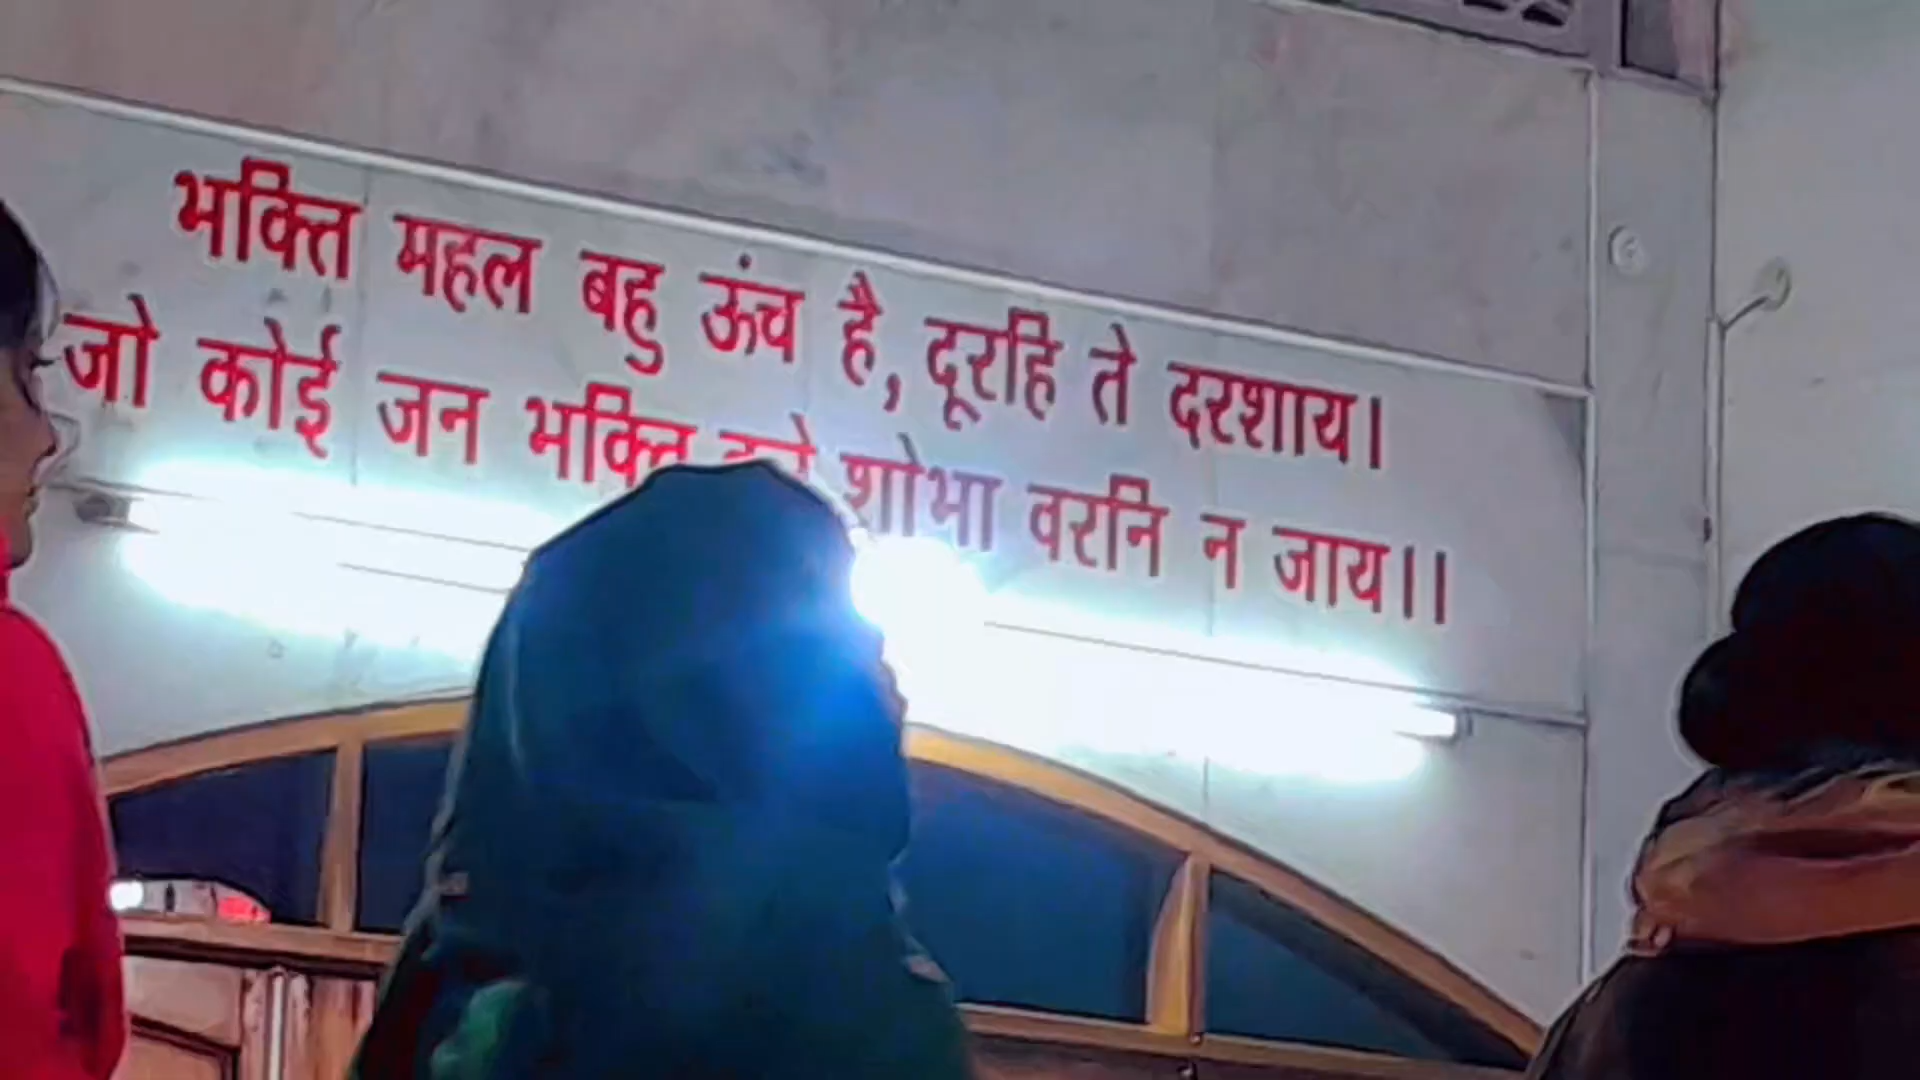 भक्ति महल बहु ऊंच है, दूरहि ते दरशाय।
जो कोई जन भक्ति शोभा वरनि न जाय।।